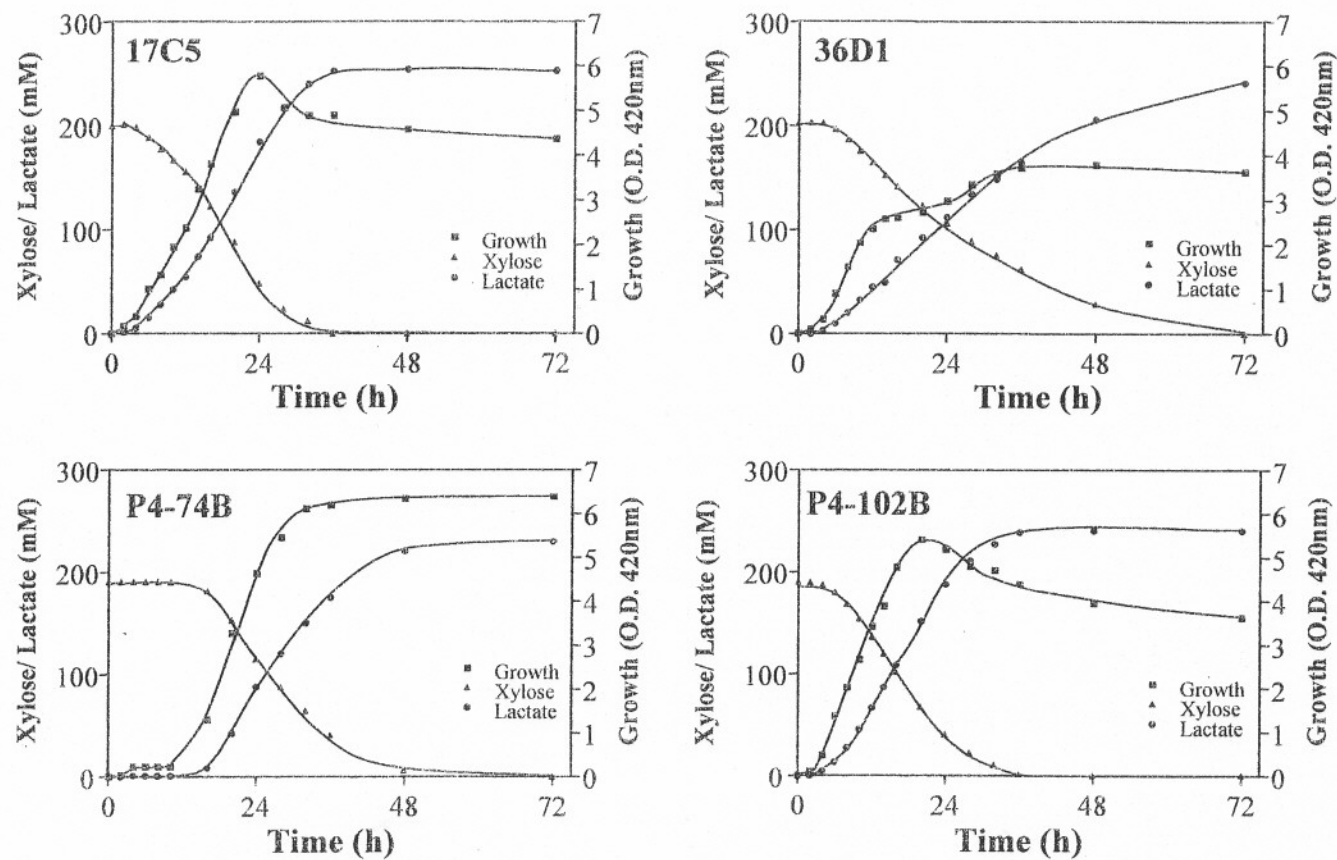 17C5
Xylose/ Lactate (mM)
300
200
100
0
Growth (O.D. 420nm)
7
6
5
4
3
2
1
0
Growth
Xylose
Lactate
0 24 48 72
Time (h)
36D1
Xylose/ Lactate (mM)
300
200
100
0
Growth (O.D. 420nm)
7
6
5
4
3
2
1
0
Growth
Xylose
Lactate
0 24 48 72
Time (h)
P4-74B
Xylose/ Lactate (mM)
300
200
100
0
Growth (O.D. 420nm)
7
6
5
4
3
2
1
0
Growth
Xylose
Lactate
0 24 48 72
Time (h)
P4-102B
Xylose/ Lactate (mM)
300
200
100
0
Growth (O.D. 420nm)
7
6
5
4
3
2
1
0
Growth
Xylose
Lactate
0 24 48 72
Time (h)